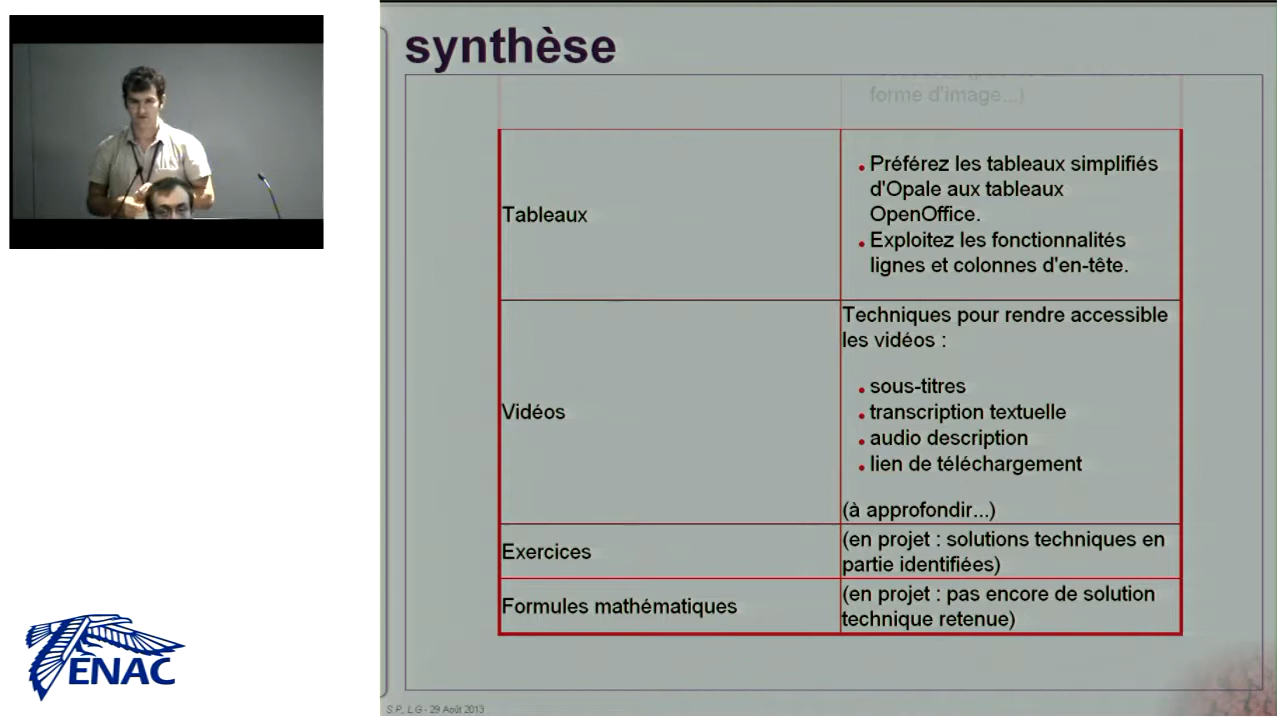 synthèse
forme d'image...)
Tableaux
Préférez les tableaux simplifiés
d'Opale aux tableaux
OpenOffice.
Exploitez les fonctionnalités
lignes et colonnes d'en-tête.
Vidéos
Techniques pour rendre accessible
les vidéos :
sous-titres
transcription textuelle
audio description
lien de téléchargement
(à approfondir...)
Exercices
(en projet : solutions techniques en
partie identifiées)
Formules mathématiques
(en projet : pas encore de solution
technique retenue)
ENAC
S.P., L.G - 29 Août 2013